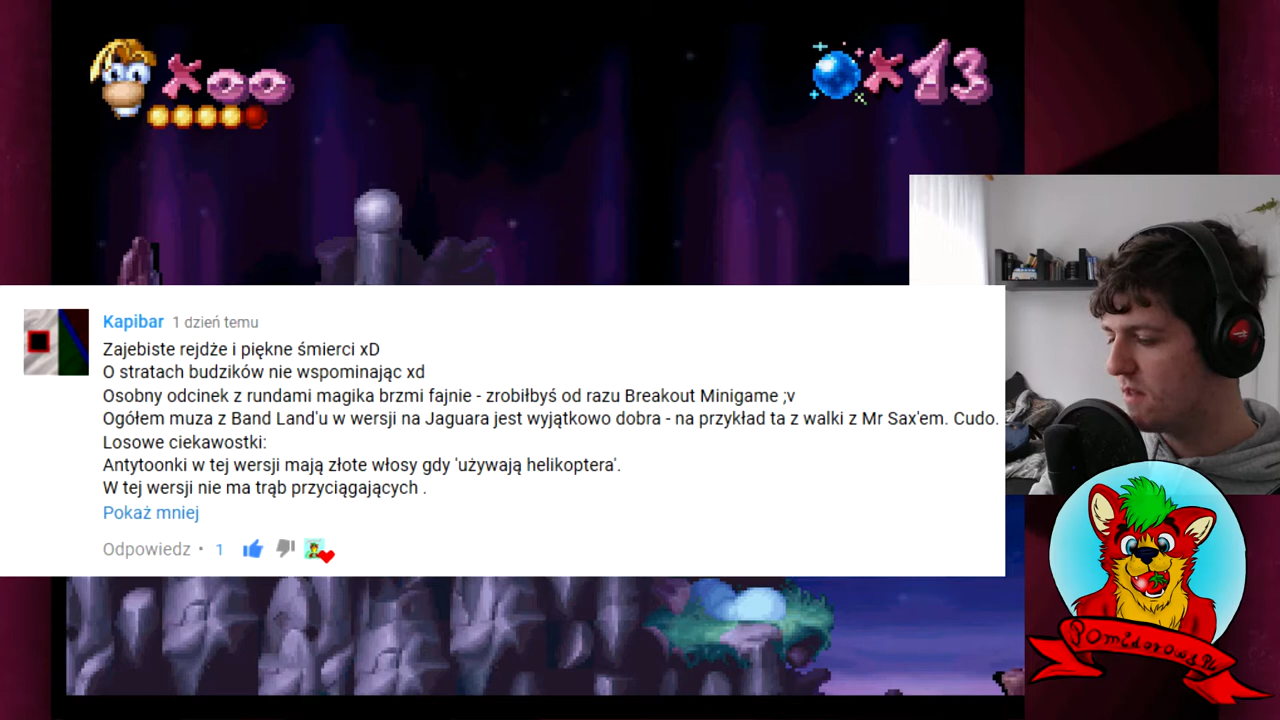 x00
x13
Kapibar 1 dzień temu
Zajebiste rejdże i piękne śmierci xD
O stratach budzików nie wspominając xd
Osobny odcinek z rundami magika brzmi fajnie - zrobiłbyś od razu Breakout Minigame ;v
Ogółem muza z Band Land'u w wersji na Jaguara jest wyjątkowo dobra - na przykład ta z walki z Mr Sax'em. Cudo.
Losowe ciekawostki:
Antytoonki w tej wersji mają złote włosy gdy 'używają helikoptera'.
W tej wersji nie ma trąb przyciągających .
Pokaż mniej
Odpowiedz • 1
PomidorowsPL